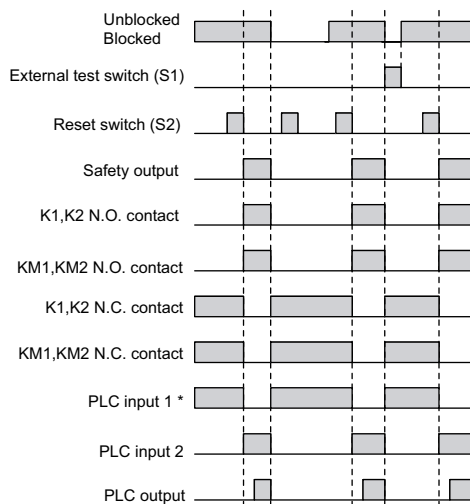 Unblocked
Blocked
External test switch (S1)
Reset switch (S2)
Safety output
K1,K2 N.O. contact
KM1,KM2 N.O. contact
K1,K2 N.C. contact
KM1,KM2 N.C. contact
PLC input 1 *
PLC input 2
PLC output